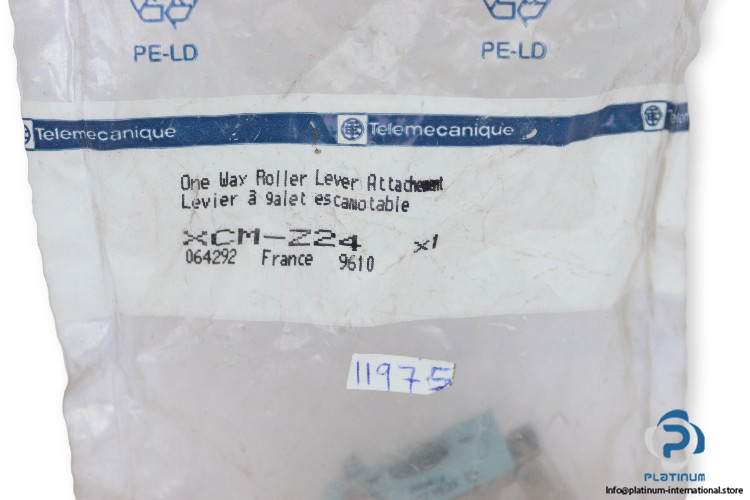 PE-LD PE-LD
Telemecanique Telemecanique Telem
One Way Roller Lever Attachement
Levier à galet escamotable
XCM-Z24 x1
064292 France 9610
11975
PLATINUM
Info@platinum-international.store